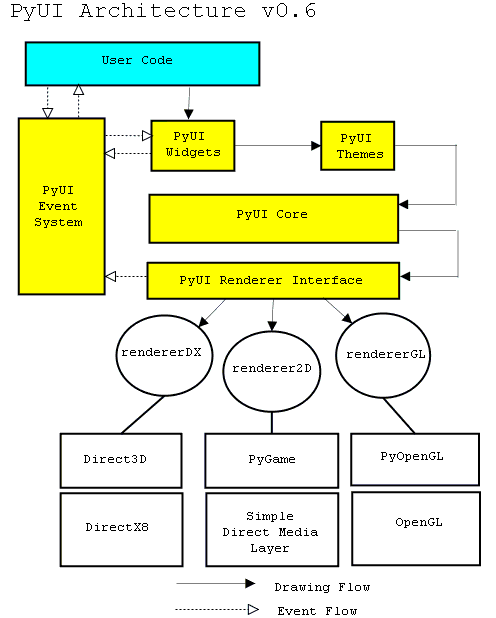 PyUI Architecture v0.6
User Code
PyUI
Widgets
PyUI
Themes
PyUI
Event
System
PyUI Core
PyUI Renderer Interface
rendererDX
renderer2D
rendererGL
Direct3D
PyGame
PyOpenGL
DirectX8
Simple
Direct Media
Layer
OpenGL
Drawing Flow
Event Flow